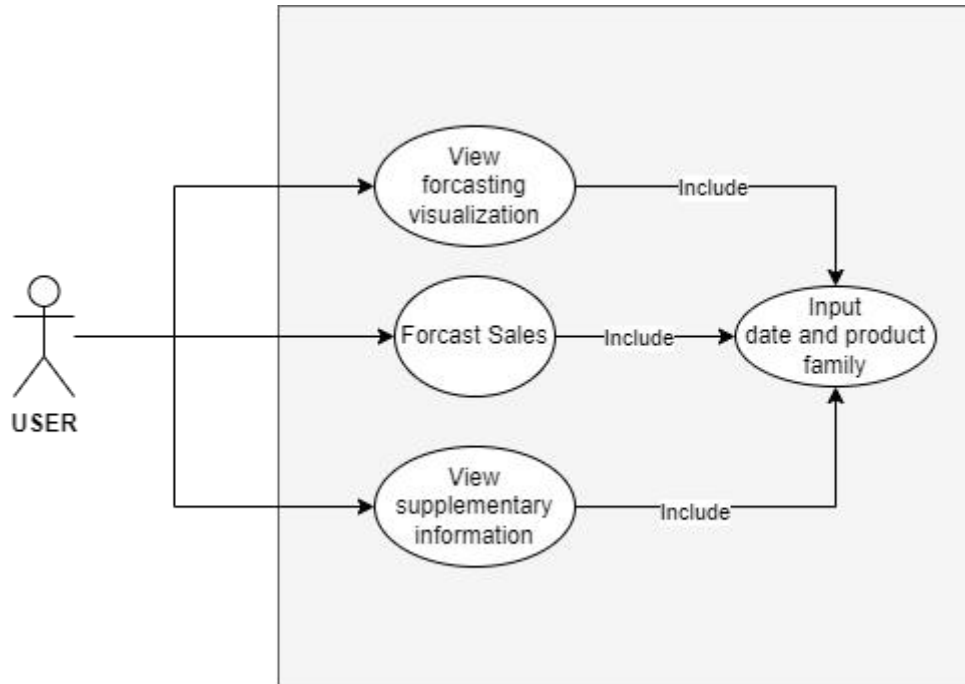 View
forcasting
visualization
Include
Forcast Sales
Include
Input
date and product
family
USER
View
supplementary
information
Include